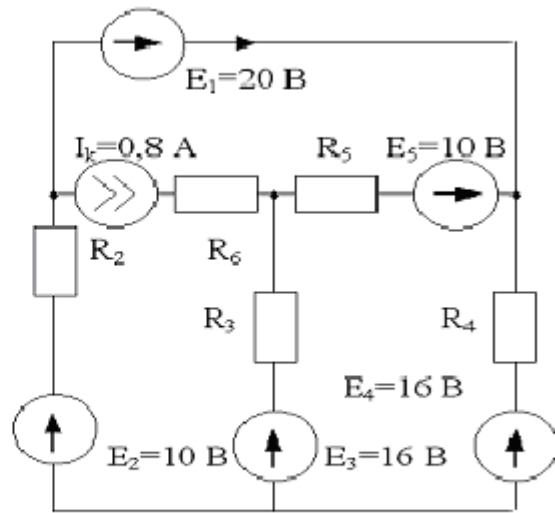 E₁=20 В
Iₖ=0,8 А
R₅
E₅=10 В
R₂
R₆
R₃
R₄
E₄=16 В
E₂=10 В
E₃=16 В